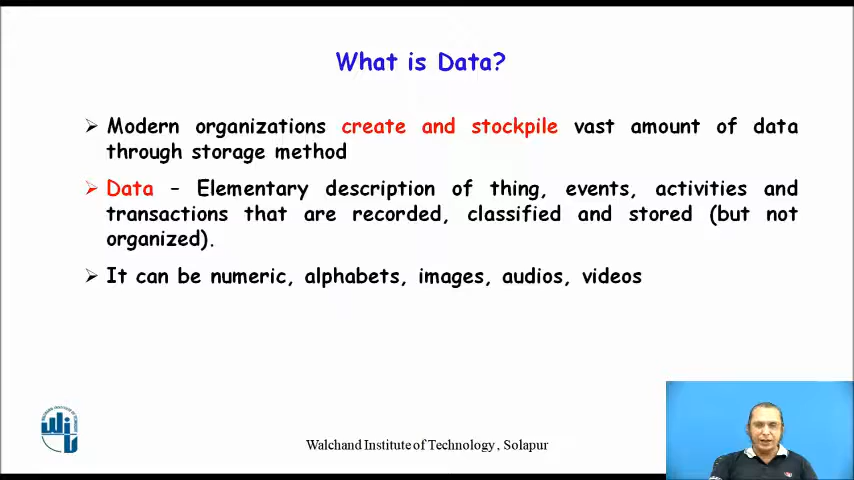 What is Data?
➢ Modern organizations create and stockpile vast amount of data
through storage method
➢ Data – Elementary description of thing, events, activities and
transactions that are recorded, classified and stored (but not
organized).
➢ It can be numeric, alphabets, images, audios, videos
Walchand Institute of Technology, Solapur